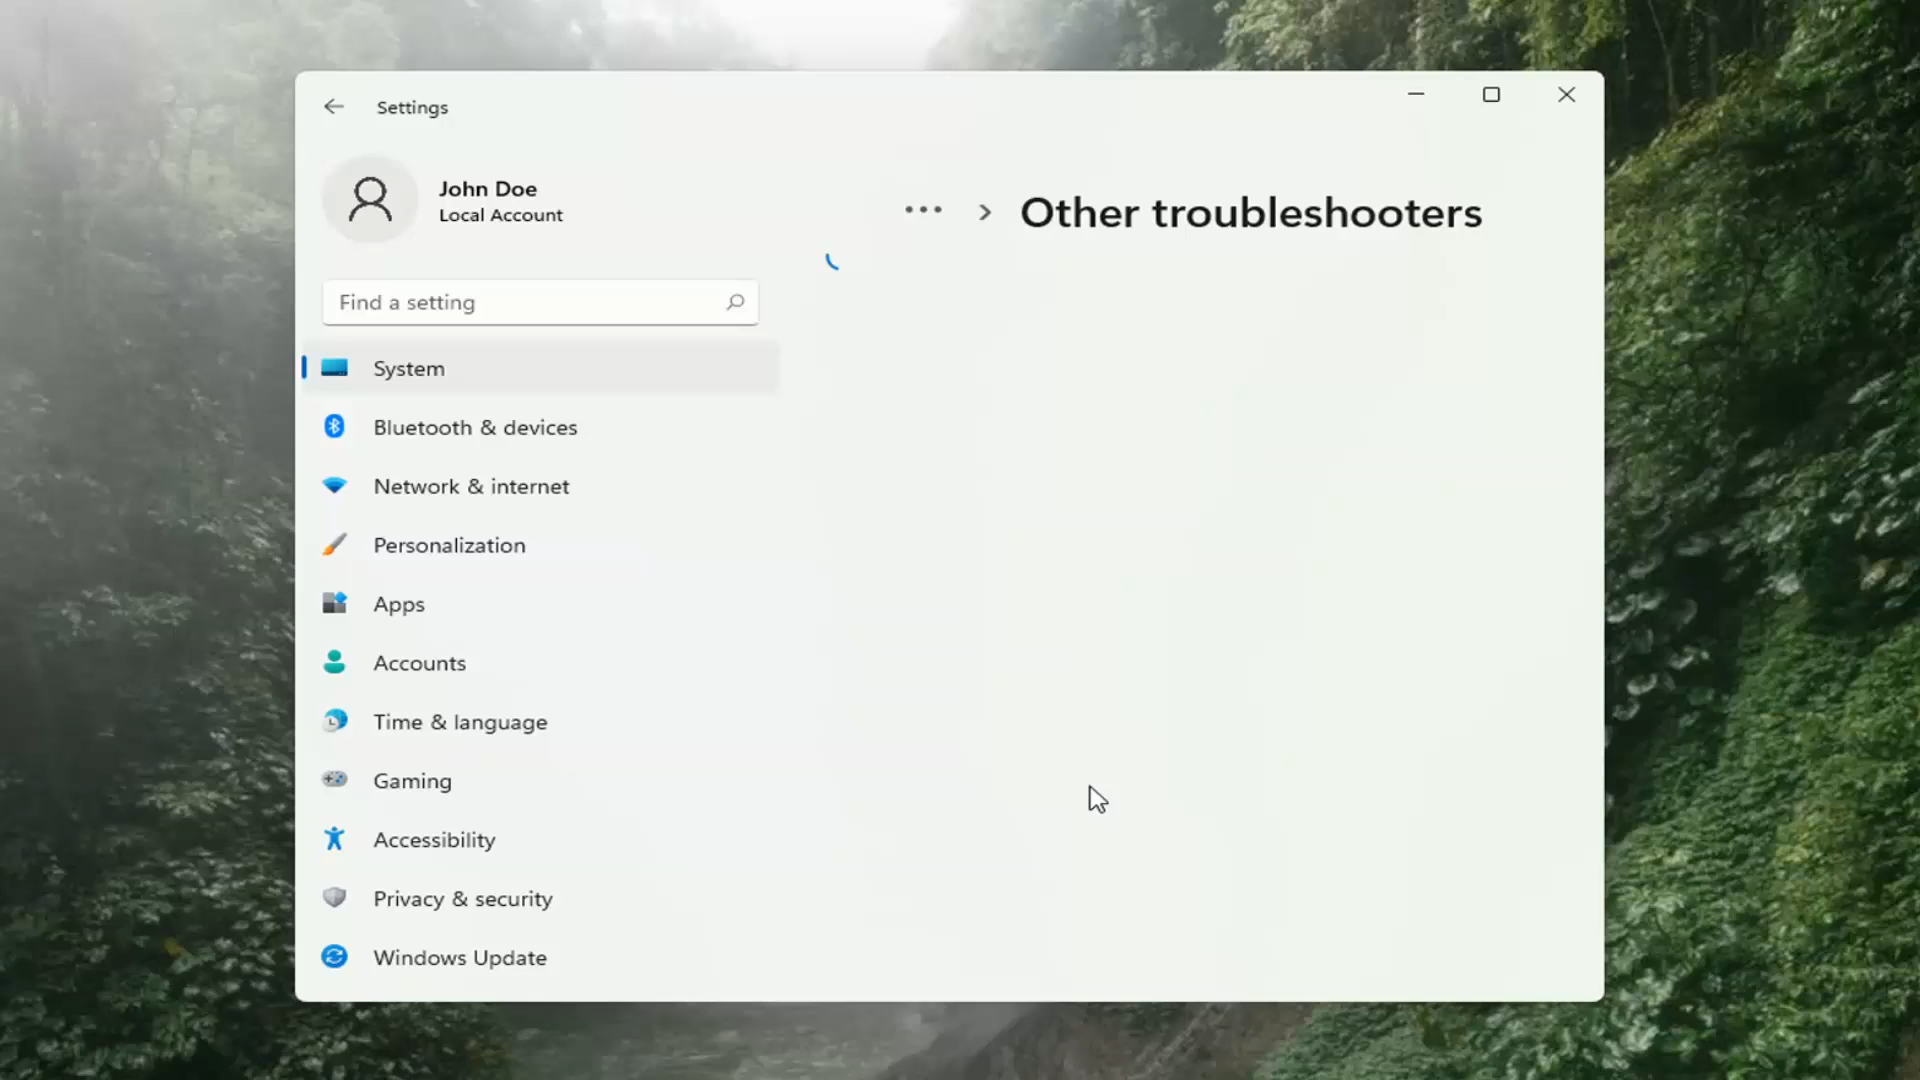 Settings
John Doe
Local Account
Find a setting
System
Bluetooth & devices
Network & internet
Personalization
Apps
Accounts
Time & language
Gaming
Accessibility
Privacy & security
Windows Update
... > Other troubleshooters